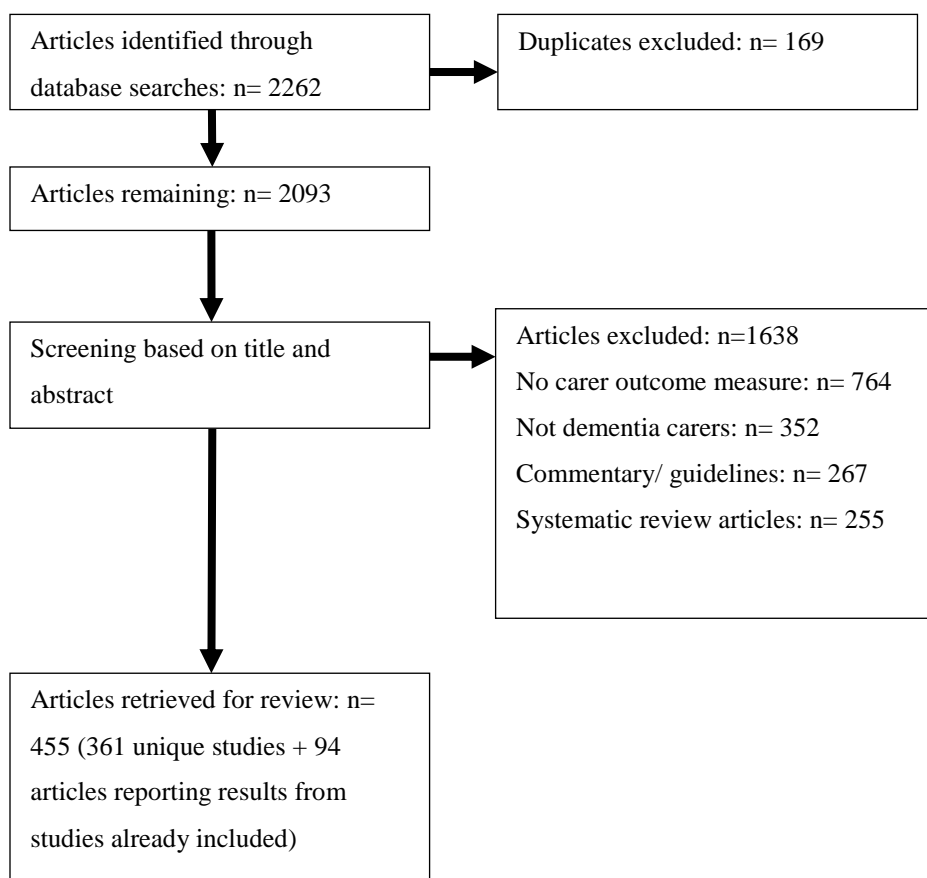 Articles identified through
database searches: n= 2262
Duplicates excluded: n= 169
Articles remaining: n= 2093
Screening based on title and
abstract
Articles excluded: n=1638
No carer outcome measure: n= 764
Not dementia carers: n= 352
Commentary/ guidelines: n= 267
Systematic review articles: n= 255
Articles retrieved for review: n=
455 (361 unique studies + 94
articles reporting results from
studies already included)